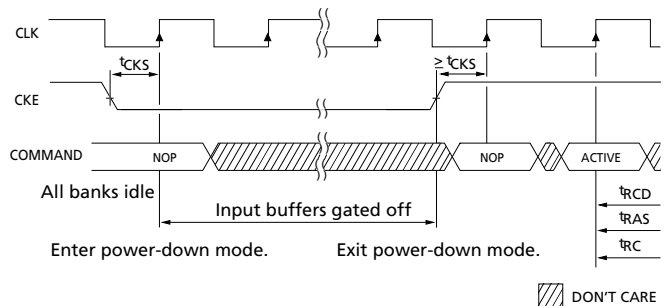 CLK
tCKS
≥ tCKS
CKE
COMMAND
NOP
NOP
ACTIVE
All banks idle
Input buffers gated off
tRCD
tRAS
tRC
Enter power-down mode.
Exit power-down mode.
DON'T CARE